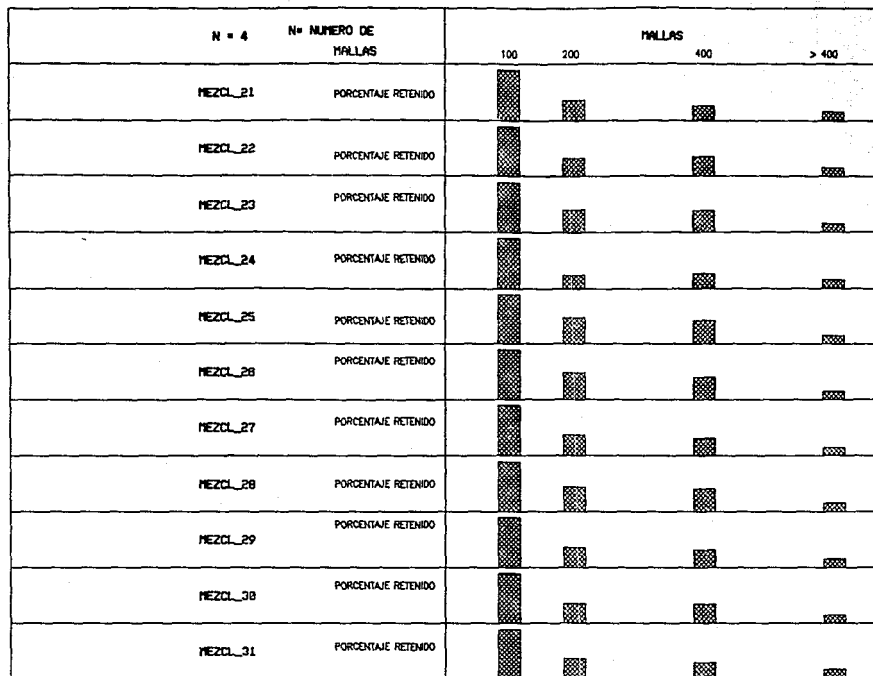 N = 4 N= NUMERO DE MALLAS
MALLAS
100 200 400 > 400
MEZCL_21 PORCENTAJE RETENIDO
MEZCL_22 PORCENTAJE RETENIDO
MEZCL_23 PORCENTAJE RETENIDO
MEZCL_24 PORCENTAJE RETENIDO
MEZCL_25 PORCENTAJE RETENIDO
MEZCL_26 PORCENTAJE RETENIDO
MEZCL_27 PORCENTAJE RETENIDO
MEZCL_28 PORCENTAJE RETENIDO
MEZCL_29 PORCENTAJE RETENIDO
MEZCL_30 PORCENTAJE RETENIDO
MEZCL_31 PORCENTAJE RETENIDO